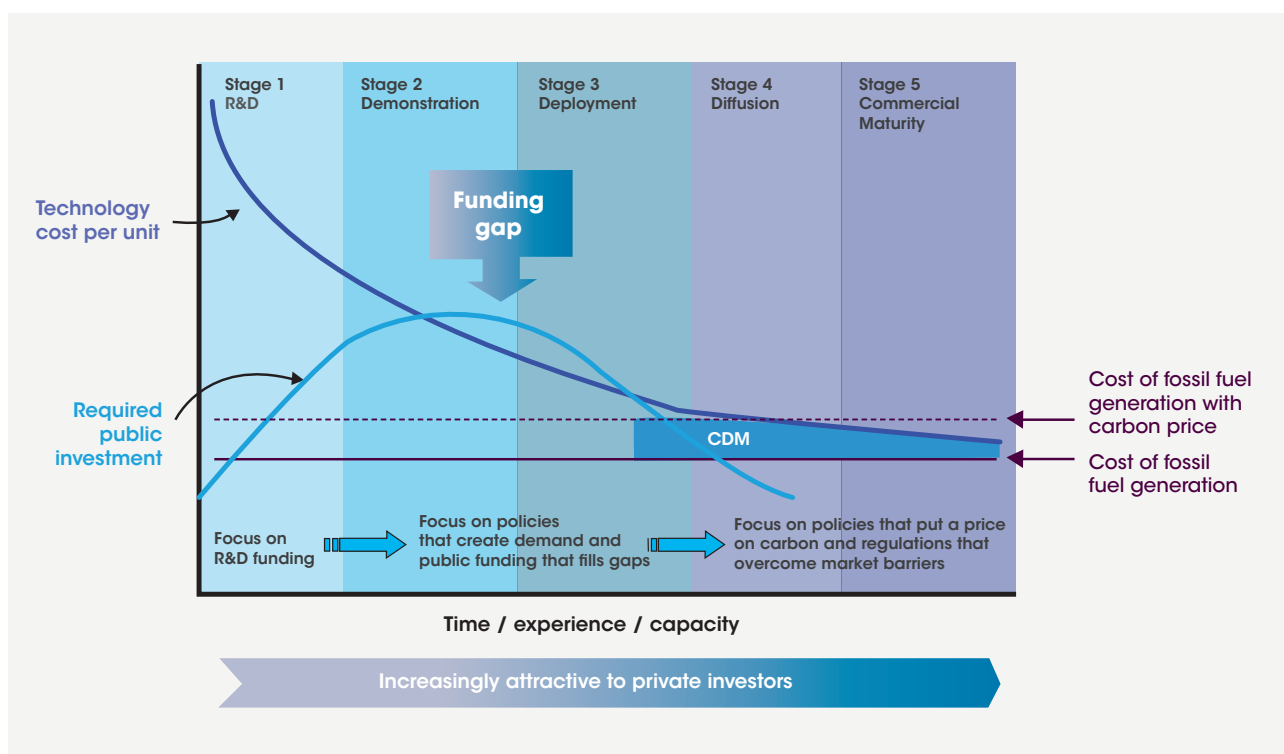 Stage 1
R&D
Stage 2
Demonstration
Stage 3
Deployment
Stage 4
Diffusion
Stage 5
Commercial
Maturity
Funding
gap
Technology
cost per unit
Required
public
investment
CDM
Cost of fossil fuel
generation with
carbon price
Cost of fossil
fuel generation
Focus on
R&D funding
Focus on policies
that create demand and
public funding that fills gaps
Focus on policies that put a price
on carbon and regulations that
overcome market barriers
Time / experience / capacity
Increasingly attractive to private investors